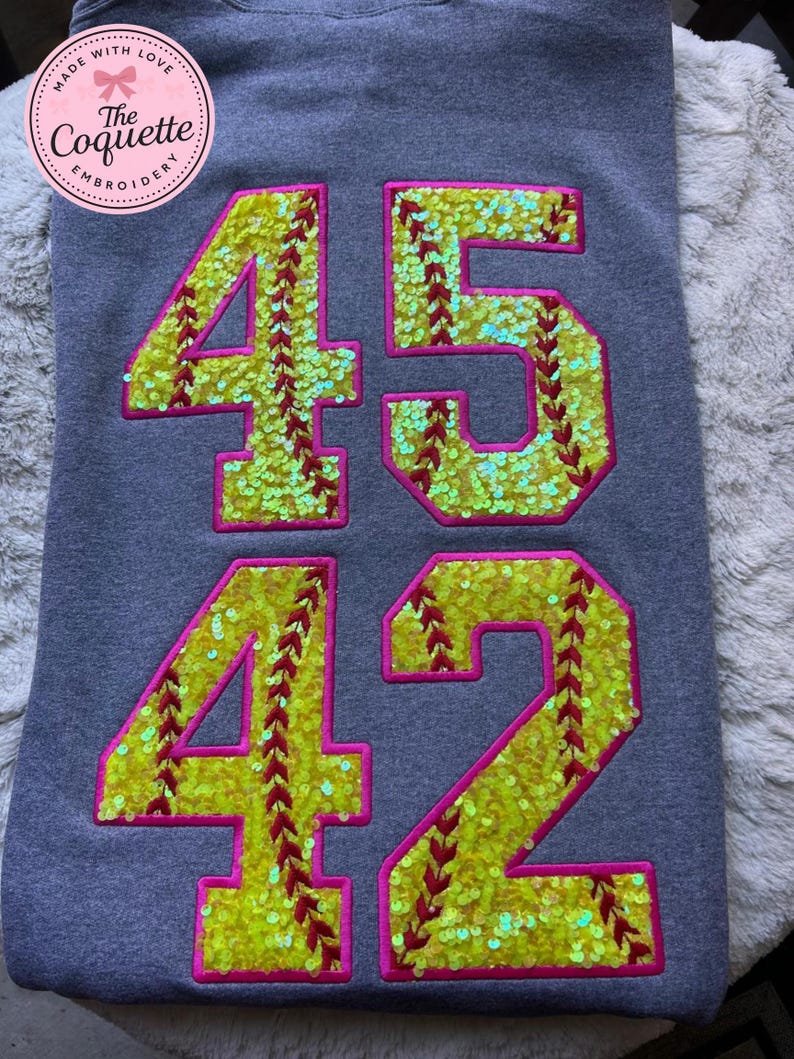 MADE WITH LOVE
The
Coquette
EMBROIDERY
45
42